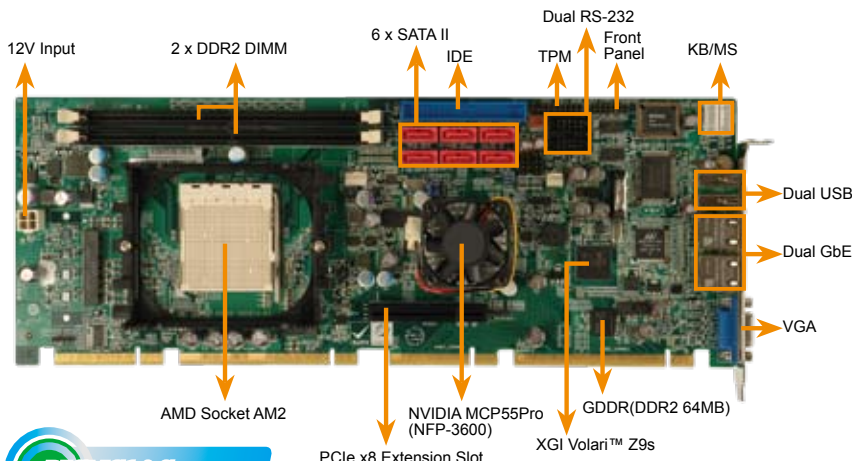 Dual RS-232
12V Input
2 x DDR2 DIMM
6 x SATA II
IDE
TPM
Front
Panel
KB/MS
Dual USB
Dual GbE
VGA
AMD Socket AM2
NVIDIA MCP55Pro
(NFP-3600)
GDDR(DDR2 64MB)
PCIe x8 Extension Slot
XGI Volari™ Z9s